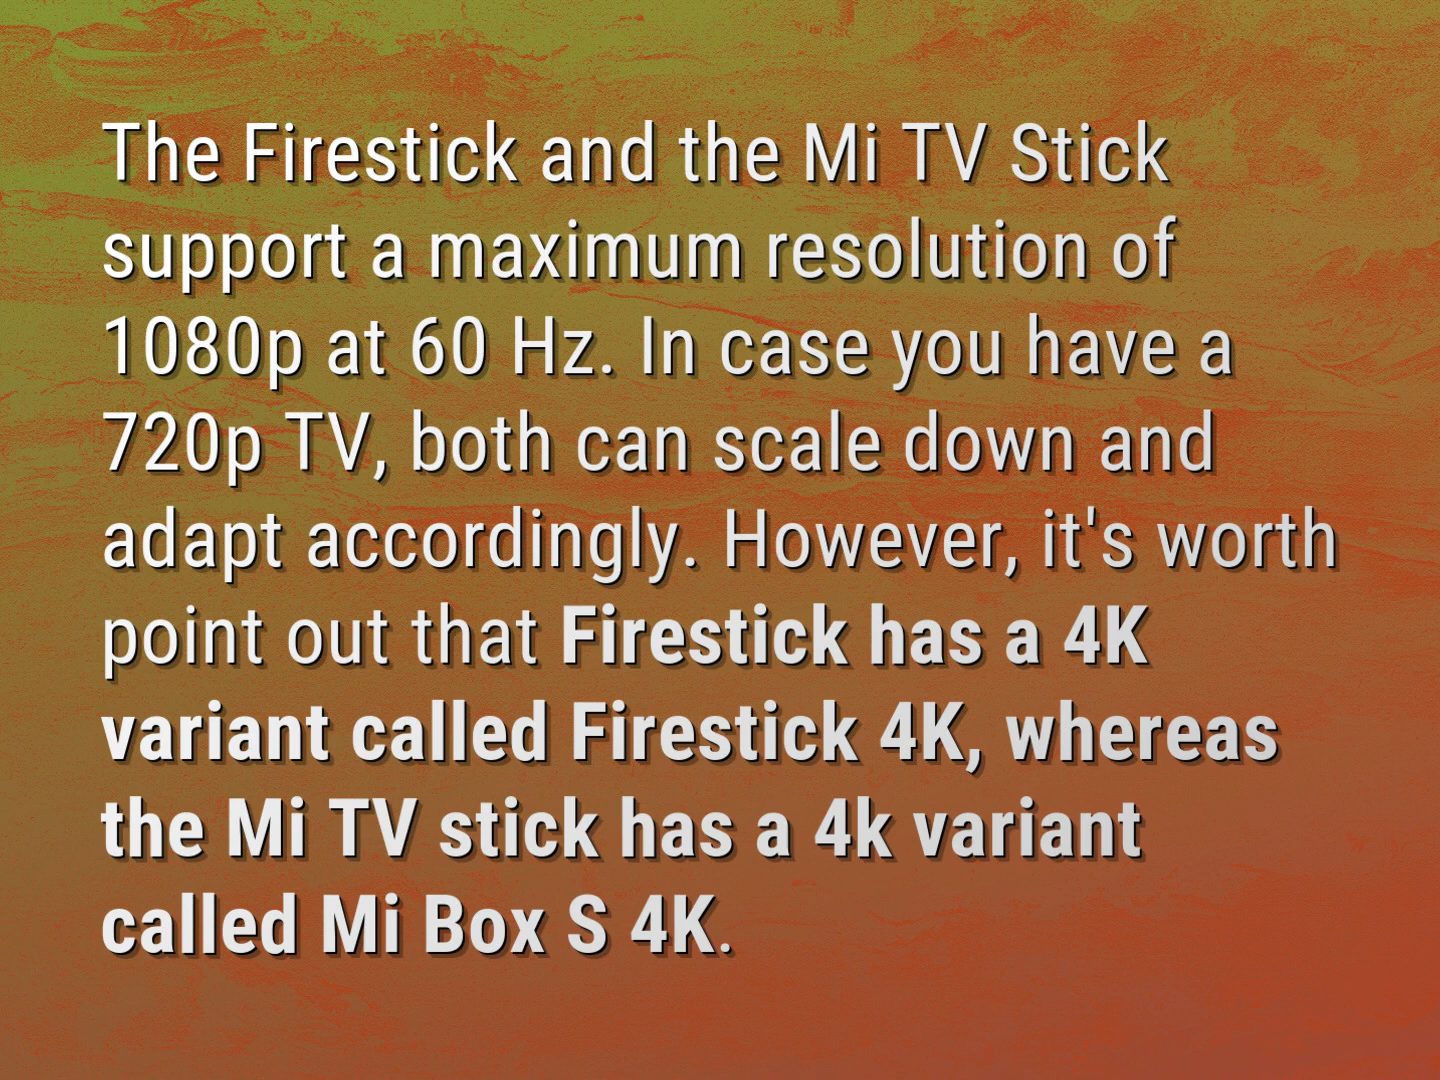 The Firestick and the Mi TV Stick
support a maximum resolution of
1080p at 60 Hz. In case you have a
720p TV, both can scale down and
adapt accordingly. However, it's worth
point out that Firestick has a 4K
variant called Firestick 4K, whereas
the Mi TV stick has a 4k variant
called Mi Box S 4K.